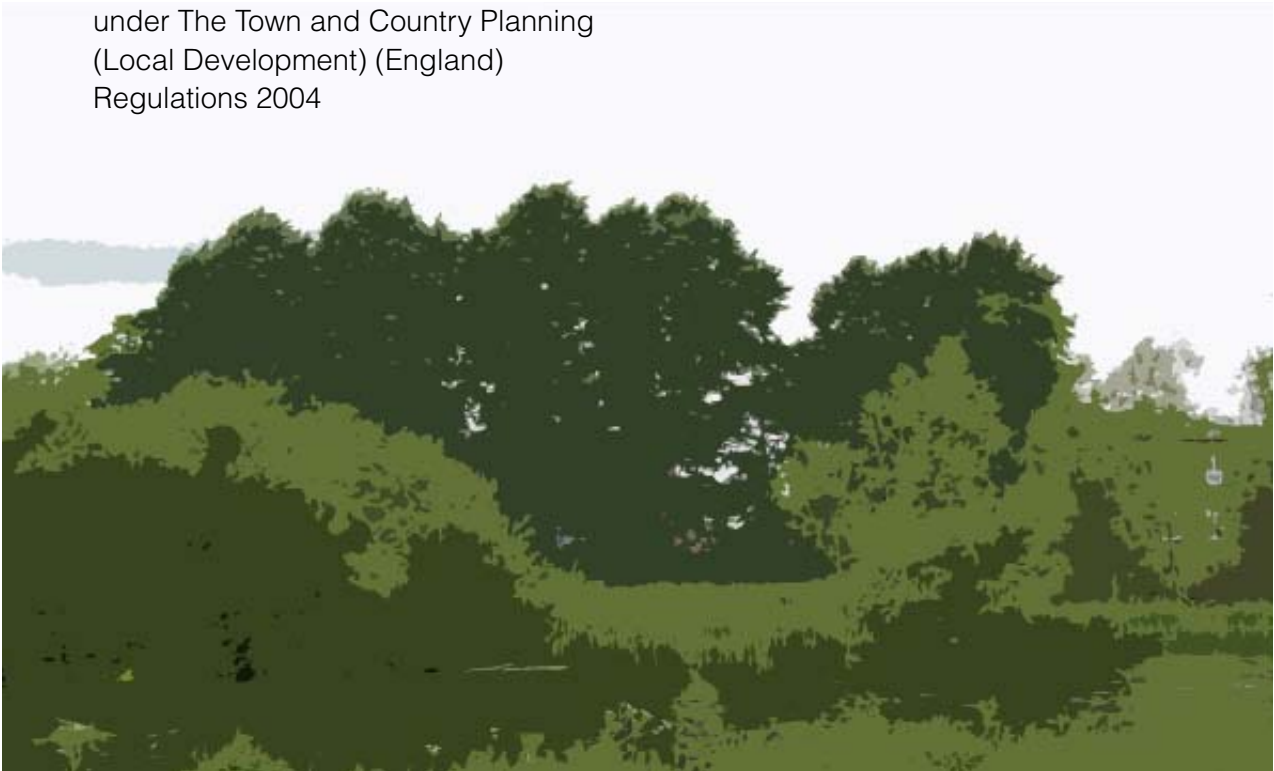 under The Town and Country Planning
(Local Development) (England)
Regulations 2004